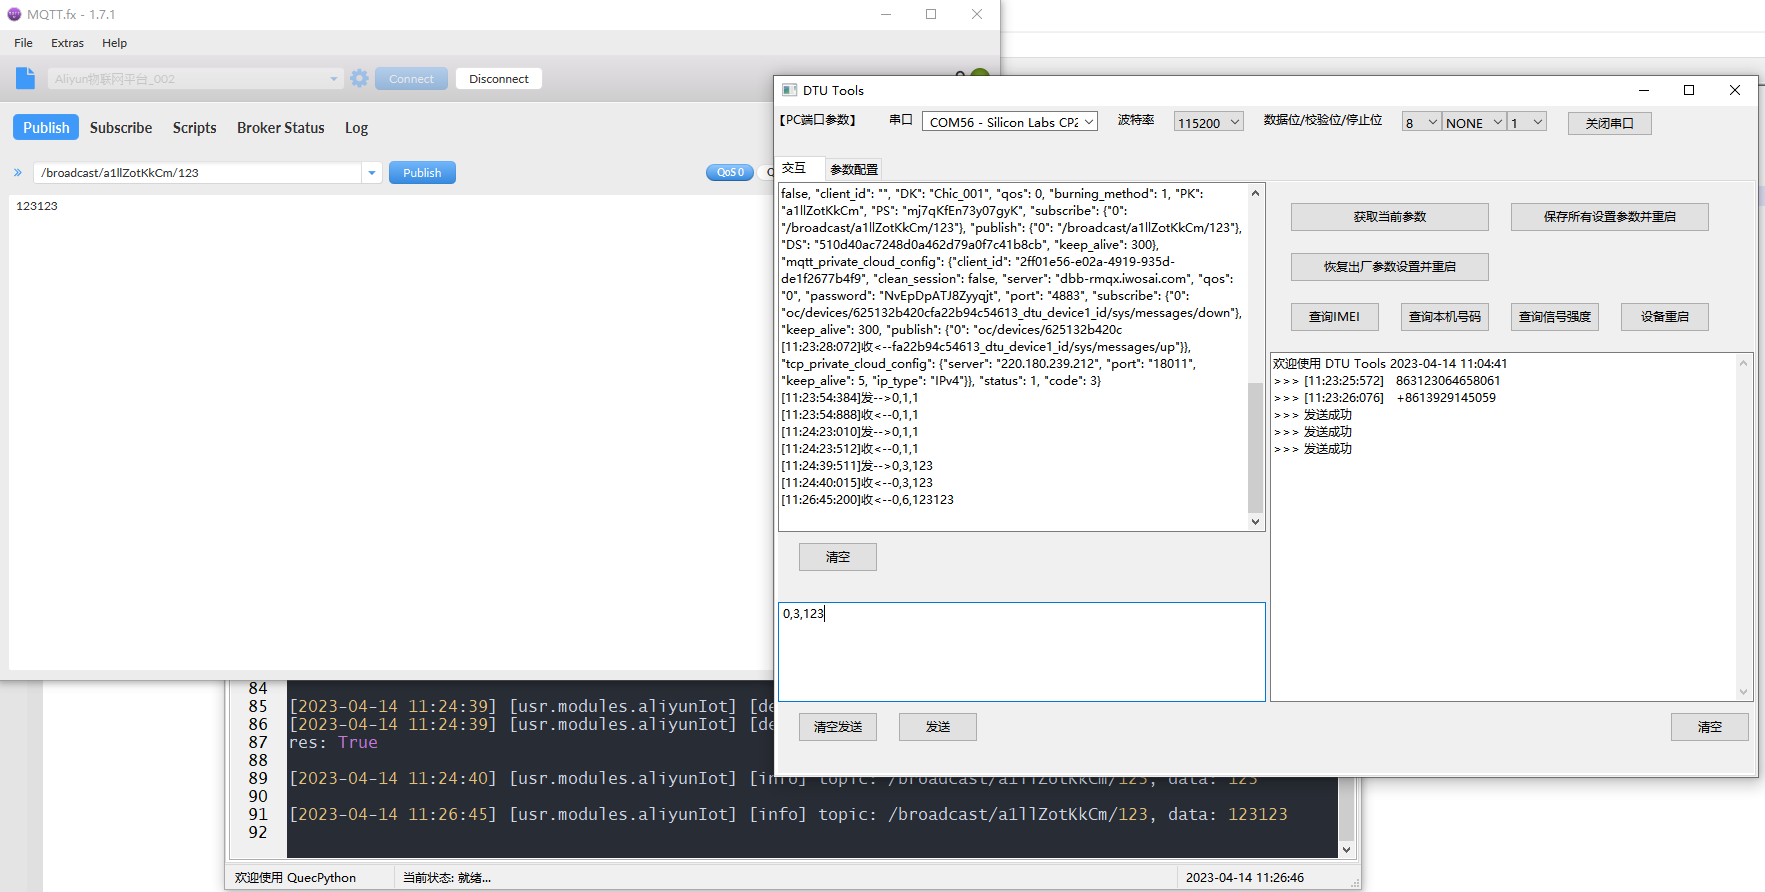 MQTT.fx - 1.7.1
File Extras Help
Aliyun物联网平台_002
Connect
Disconnect
Publish Subscribe Scripts Broker Status Log
/broadcast/a1llZotKkCm/123
Publish
QoS 0
123123
DTU Tools
【PC端口参数】 串口 COM56 - Silicon Labs CP2 波特率 115200 数据位/校验位/停止位 8 NONE 1 关闭串口
交互 参数配置
false, "client_id": "", "DK": "Chic_001", "qos": 0, "burning_method": 1, "PK":
"a1llZotKkCm", "PS": "mj7qKfEn73y07gyK", "subscribe": {"0":
"/broadcast/a1llZotKkCm/123"}, "publish": {"0": "/broadcast/a1llZotKkCm/123"},
"DS": "510d40ac7248d0a462d79a0f7c41b8cb", "keep_alive": 300},
"mqtt_private_cloud_config": {"client_id": "2ff01e56-e02a-4919-935d-
de1f2677b4f9", "clean_session": false, "server": "dbb-rmqx.iwosai.com", "qos":
"0", "password": "NvEpDpATJ8Zyyqjt", "port": "4883", "subscribe": {"0":
"oc/devices/625132b420cfa22b94c54613_dtu_device1_id/sys/messages/down"},
"keep_alive": 300, "publish": {"0": "oc/devices/625132b420c
[11:23:28:072]收<--fa22b94c54613_dtu_device1_id/sys/messages/up"}},
"tcp_private_cloud_config": {"server": "220.180.239.212", "port": "18011",
"keep_alive": 5, "ip_type": "IPv4"}}, "status": 1, "code": 3}
[11:23:54:384]发-->0,1,1
[11:23:54:888]收<--0,1,1
[11:24:23:010]发-->0,1,1
[11:24:23:512]收<--0,1,1
[11:24:39:511]发-->0,3,123
[11:24:40:015]收<--0,3,123
[11:26:45:200]收<--0,6,123123
清空
0,3,123
清空发送 发送
获取当前参数 保存所有设置参数并重启
恢复出厂参数设置并重启
查询IMEI 查询本机号码 查询信号强度 设备重启
欢迎使用 DTU Tools 2023-04-14 11:04:41
>>> [11:23:25:572] 863123064658061
>>> [11:23:26:076] +8613929145059
>>> 发送成功
>>> 发送成功
>>> 发送成功
清空
84
85 [2023-04-14 11:24:39] [usr.modules.aliyunIot] [de
86 [2023-04-14 11:24:39] [usr.modules.aliyunIot] [de
87 res: True
88
89 [2023-04-14 11:24:40] [usr.modules.aliyunIot] [info] topic: /broadcast/a1llZotKkCm/123, data: 123
90
91 [2023-04-14 11:26:45] [usr.modules.aliyunIot] [info] topic: /broadcast/a1llZotKkCm/123, data: 123123
92
欢迎使用 QuecPython 当前状态: 就绪... 2023-04-14 11:26:46